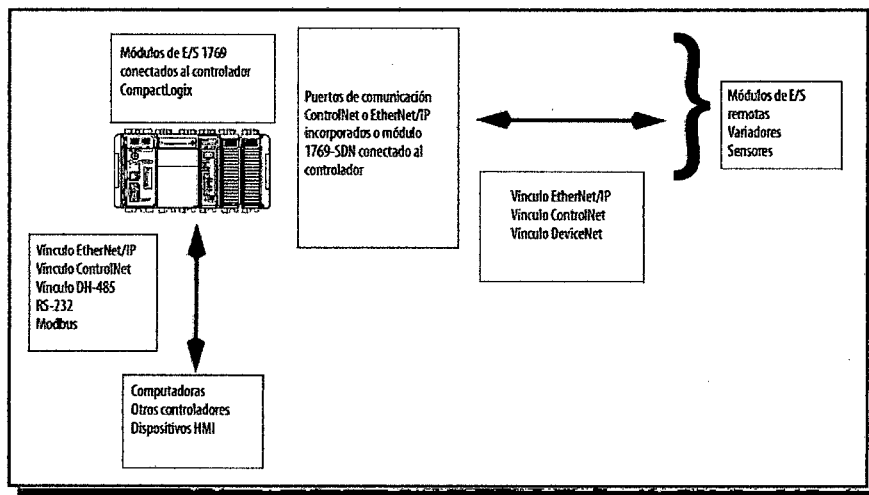 Módulos de E/S 1769
conectados al controlador
CompactLogix
Puertos de comunicación
ControlNet o EtherNet/IP
incorporados o módulo
1769-SDN conectado al
controlador
Módulos de E/S
remotas
Variadores
Sensores
Vínculo EtherNet/IP
Vínculo ControlNet
Vínculo DeviceNet
Vínculo EtherNet/IP
Vínculo ControlNet
Vínculo DH-485
RS-232
Modbus
Computadoras
Otros controladores
Dispositivos HMI